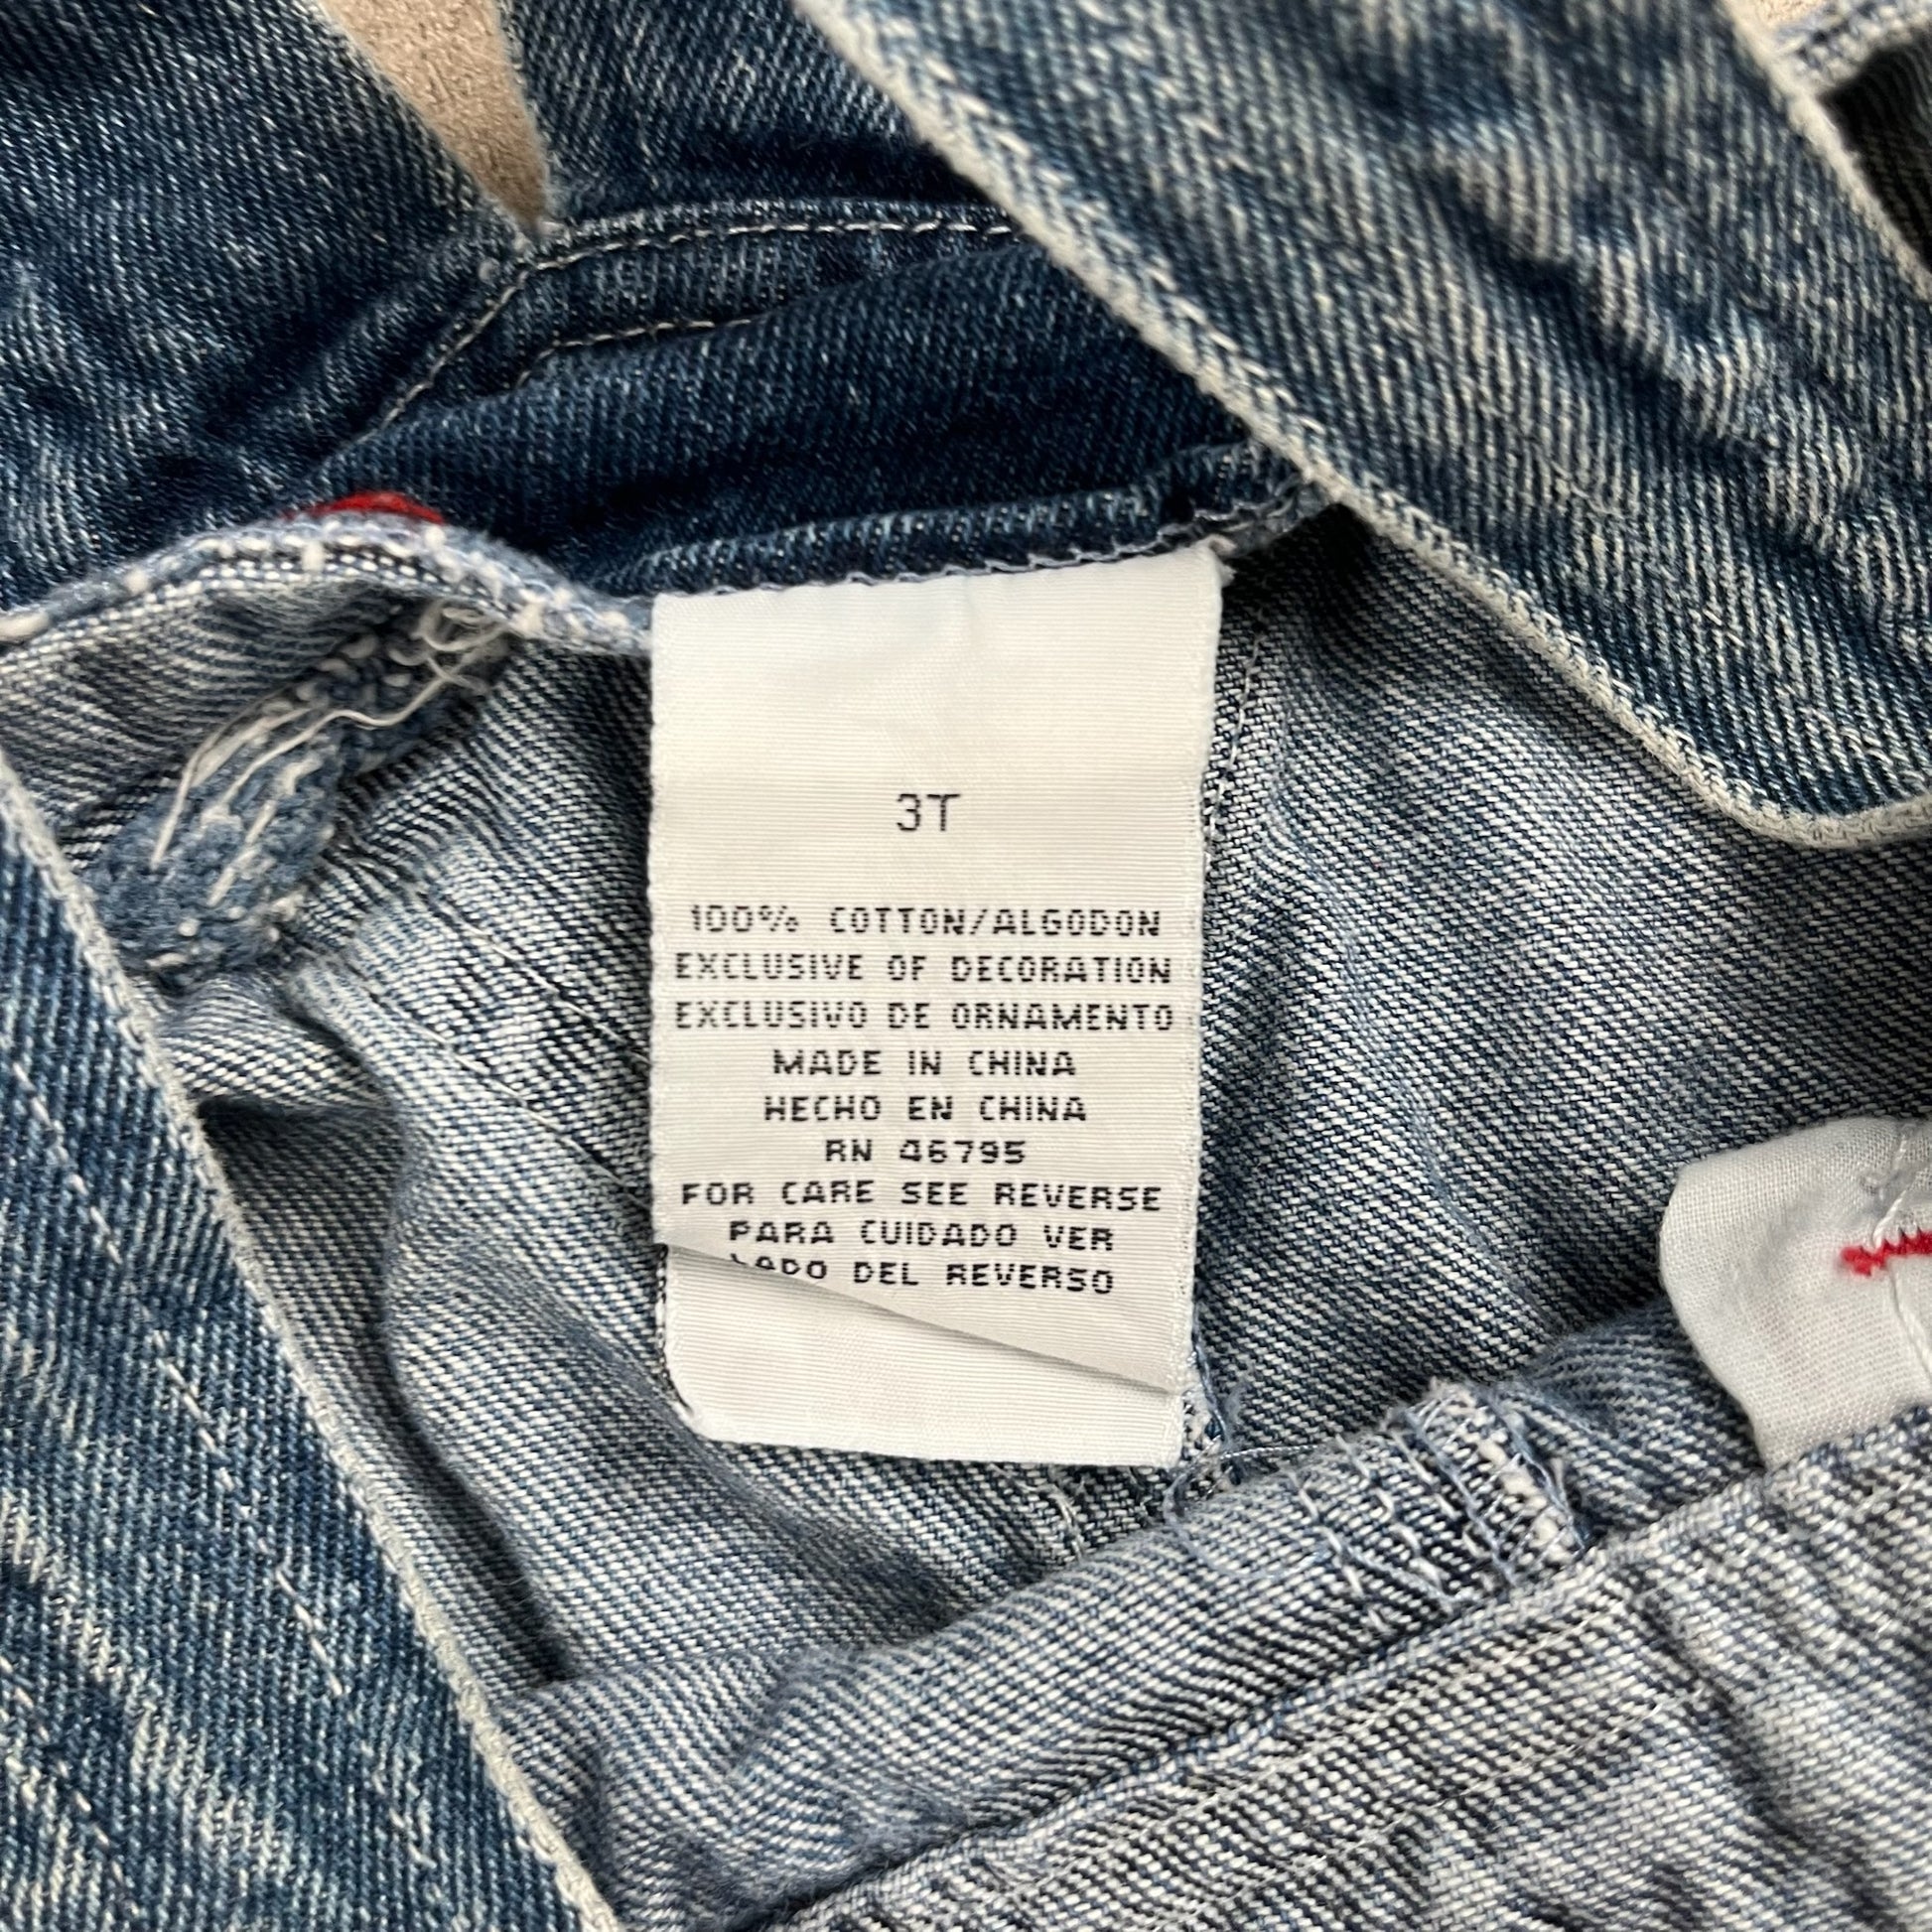 3T
100% COTTON/ALGODON
EXCLUSIVE OF DECORATION
EXCLUSIVO DE ORNAMENTO
MADE IN CHINA
HECHO EN CHINA
RN 46795
FOR CARE SEE REVERSE
PARA CUIDADO VER
LADO DEL REVERSO